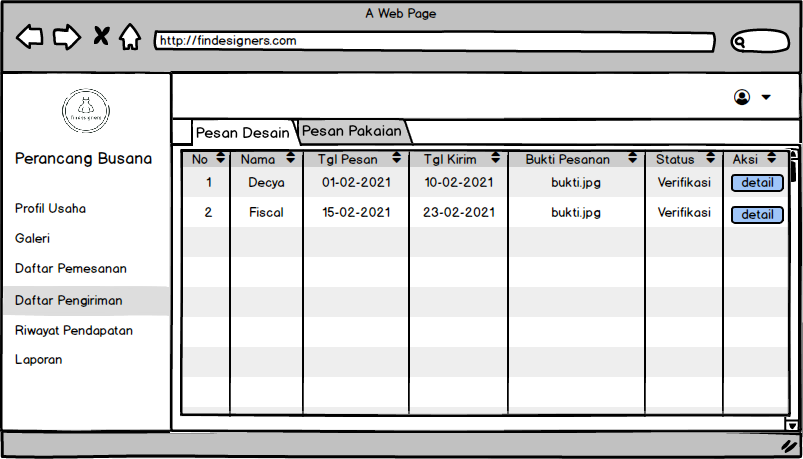 A Web Page
http://findesigners.com
findesigners
Perancang Busana
Profil Usaha
Galeri
Daftar Pemesanan
Daftar Pengiriman
Riwayat Pendapatan
Laporan
Pesan Desain Pesan Pakaian
No Nama Tgl Pesan Tgl Kirim Bukti Pesanan Status Aksi
1 Decya 01-02-2021 10-02-2021 bukti.jpg Verifikasi detail
2 Fiscal 15-02-2021 23-02-2021 bukti.jpg Verifikasi detail